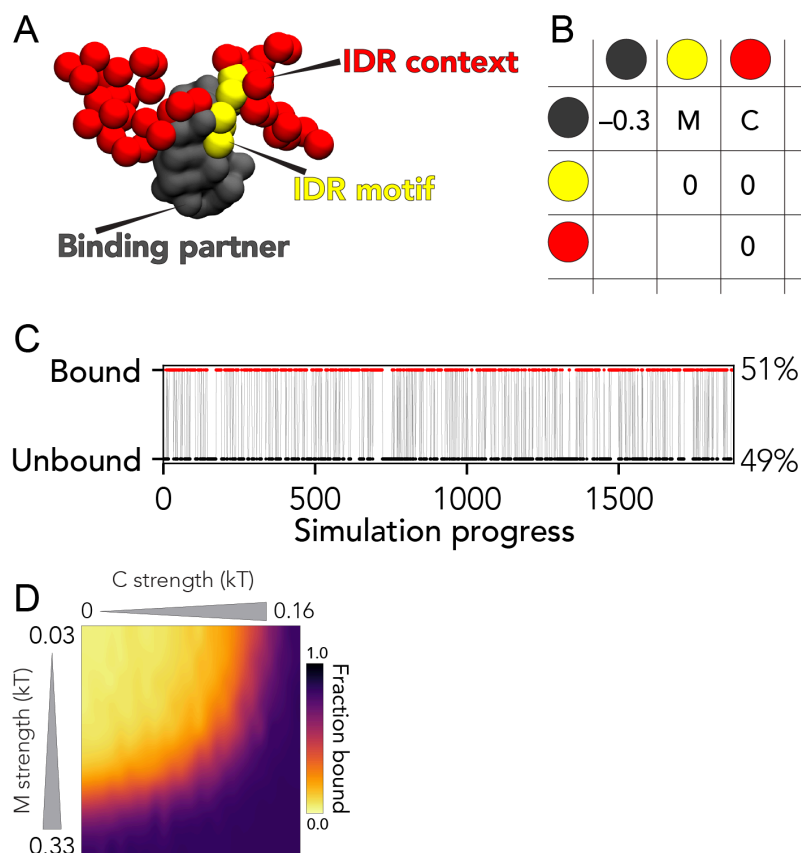 A
IDR context
IDR motif
Binding partner
B
–0.3 M C
0 0
0
C
Bound 51%
Unbound 49%
0 500 1000 1500
Simulation progress
D
C strength (kT)
0 0.16
0.03
M strength (kT)
0.33
1.0
Fraction bound
0.0